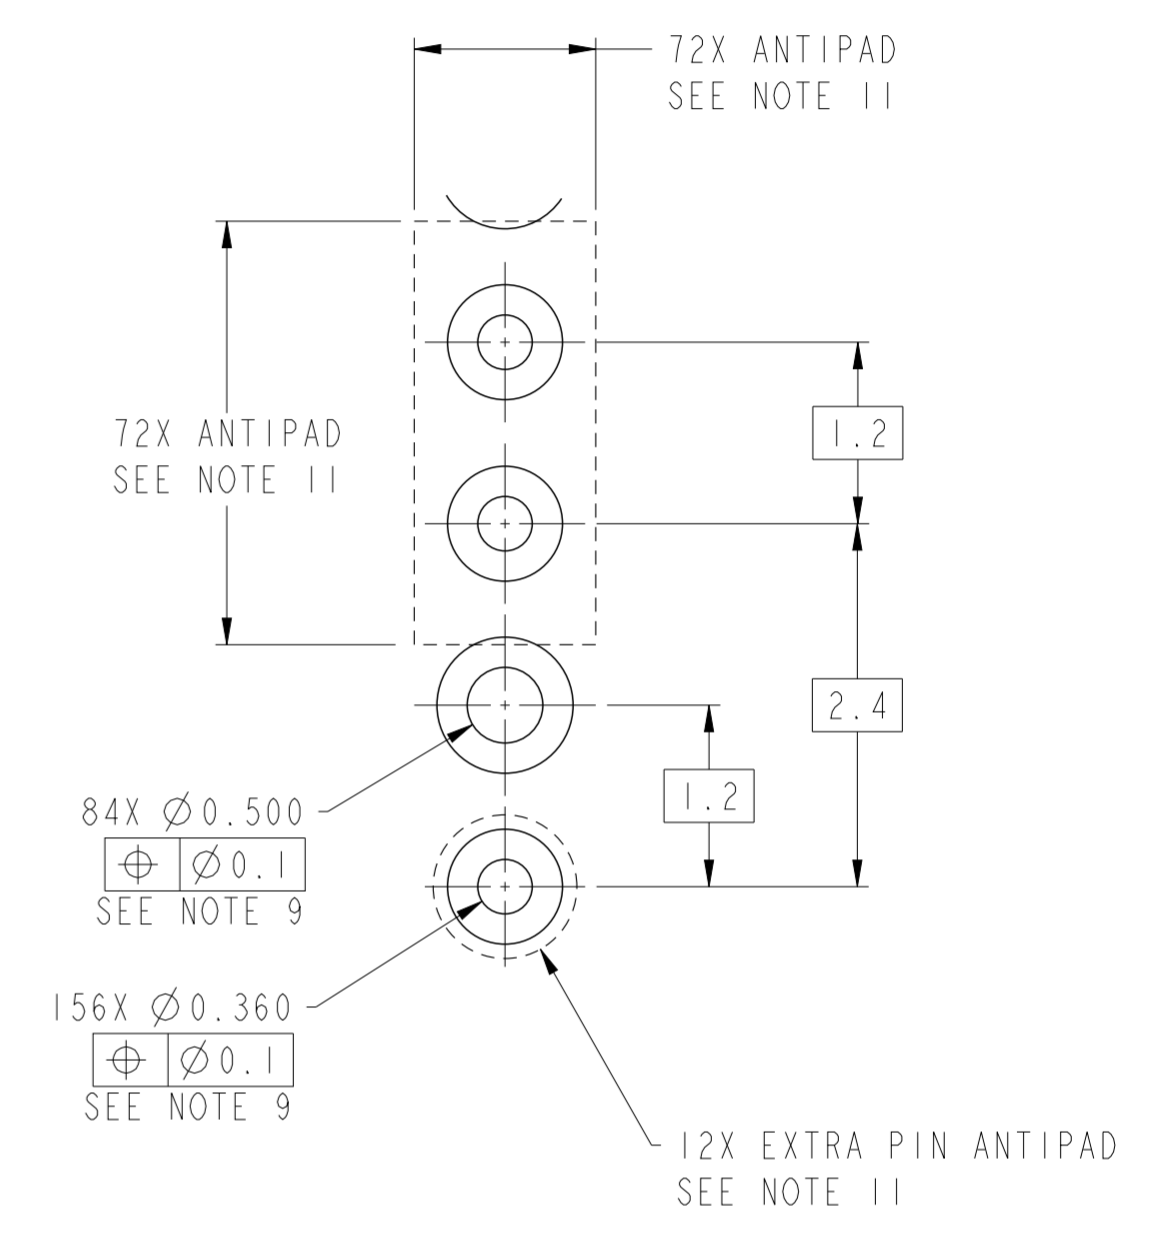 72X ANTIPAD
SEE NOTE 11
72X ANTIPAD
SEE NOTE 11
1.2
2.4
1.2
84X ∅0.500
⌖ ∅0.1
SEE NOTE 9
156X ∅0.360
⌖ ∅0.1
SEE NOTE 9
12X EXTRA PIN ANTIPAD
SEE NOTE 11